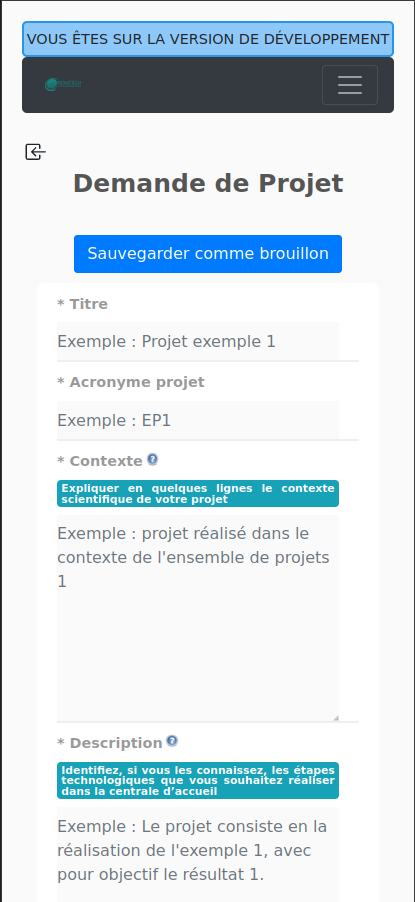 VOUS ÊTES SUR LA VERSION DE DÉVELOPPEMENT
Demande de Projet
Sauvegarder comme brouillon
* Titre
Exemple : Projet exemple 1
* Acronyme projet
Exemple : EP1
* Contexte ?
Expliquer en quelques lignes le contexte
scientifique de votre projet
Exemple : projet réalisé dans le
contexte de l'ensemble de projets
1
* Description ?
Identifiez, si vous les connaissez, les étapes
technologiques que vous souhaitez réaliser
dans la centrale d’accueil
Exemple : Le projet consiste en la
réalisation de l'exemple 1, avec
pour objectif le résultat 1.